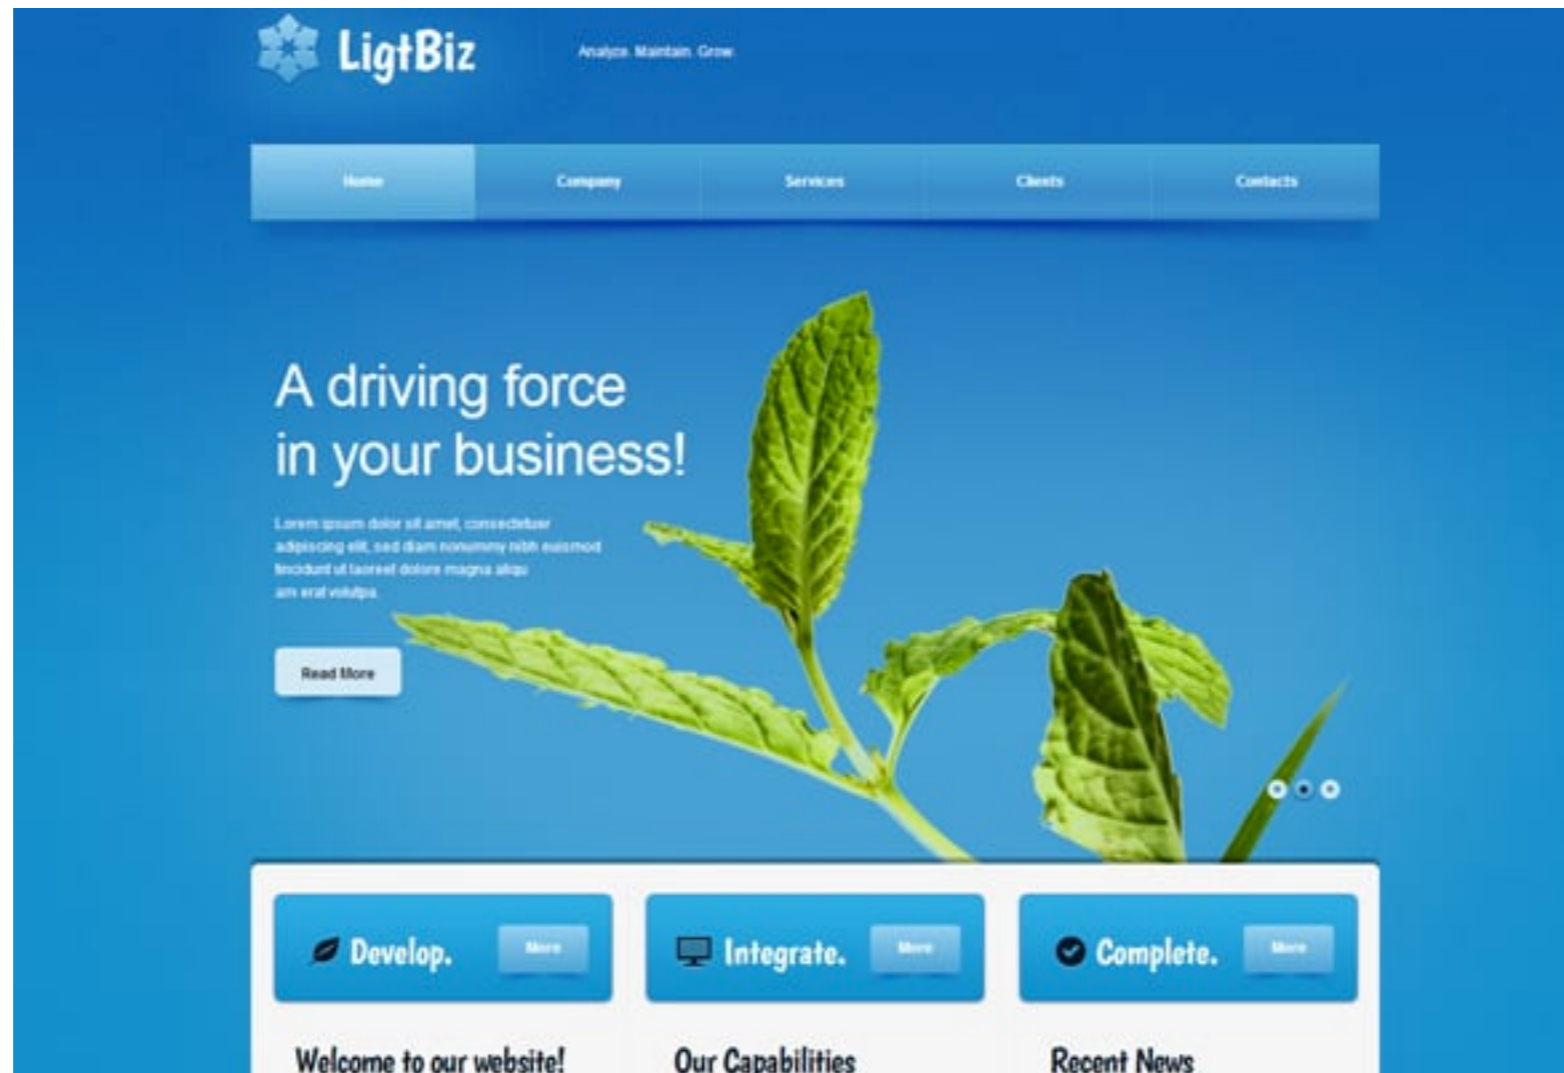 LigtBiz
Analyze. Maintain. Grow.
Home
Company
Services
Clients
Contacts
A driving force
in your business!
Lorem ipsum dolor sit amet, consectetuer
adipiscing elit, sed diam nonummy nibh euismod
tincidunt ut laoreet dolore magna aliqu
am erat volutpa.
Read More
Develop.
More
Integrate.
More
Complete.
More
Welcome to our website!
Our Capabilities
Recent News